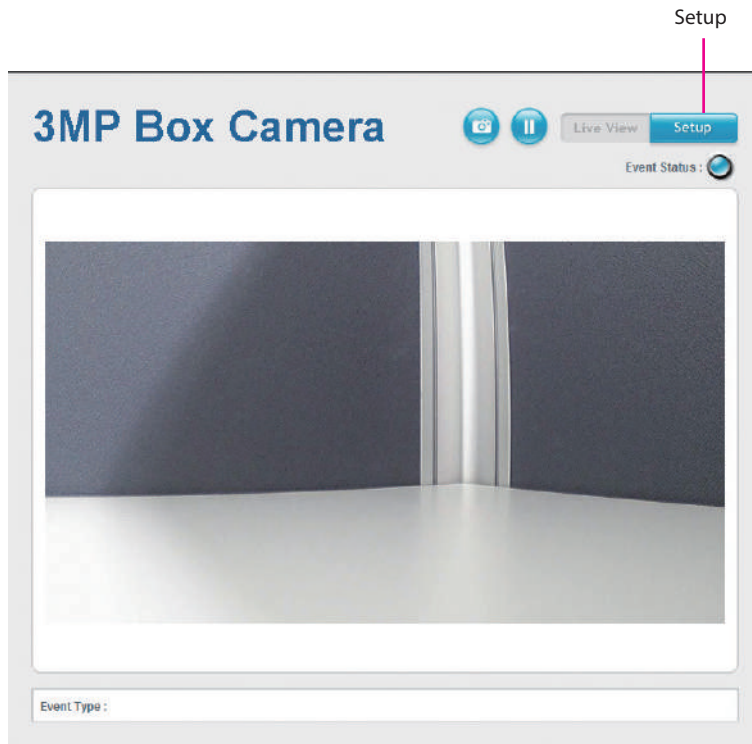 Setup
3MP Box Camera
Live View
Setup
Event Status :
Event Type :